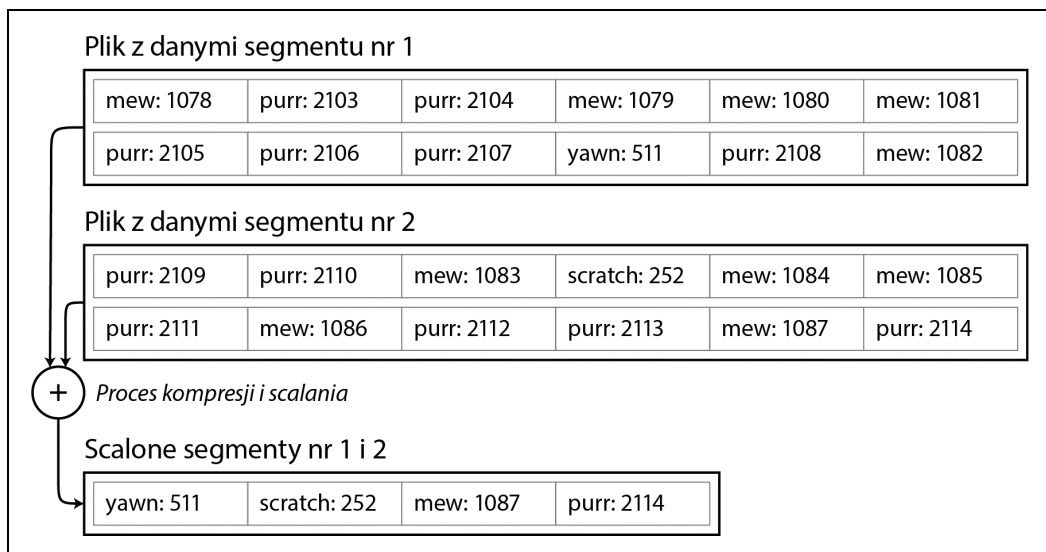 Plik z danymi segmentu nr 1
mew: 1078 purr: 2103 purr: 2104 mew: 1079 mew: 1080 mew: 1081
purr: 2105 purr: 2106 purr: 2107 yawn: 511 purr: 2108 mew: 1082
Plik z danymi segmentu nr 2
purr: 2109 purr: 2110 mew: 1083 scratch: 252 mew: 1084 mew: 1085
purr: 2111 mew: 1086 purr: 2112 purr: 2113 mew: 1087 purr: 2114
+ Proces kompresji i scalania
Scalone segmenty nr 1 i 2
yawn: 511 scratch: 252 mew: 1087 purr: 2114